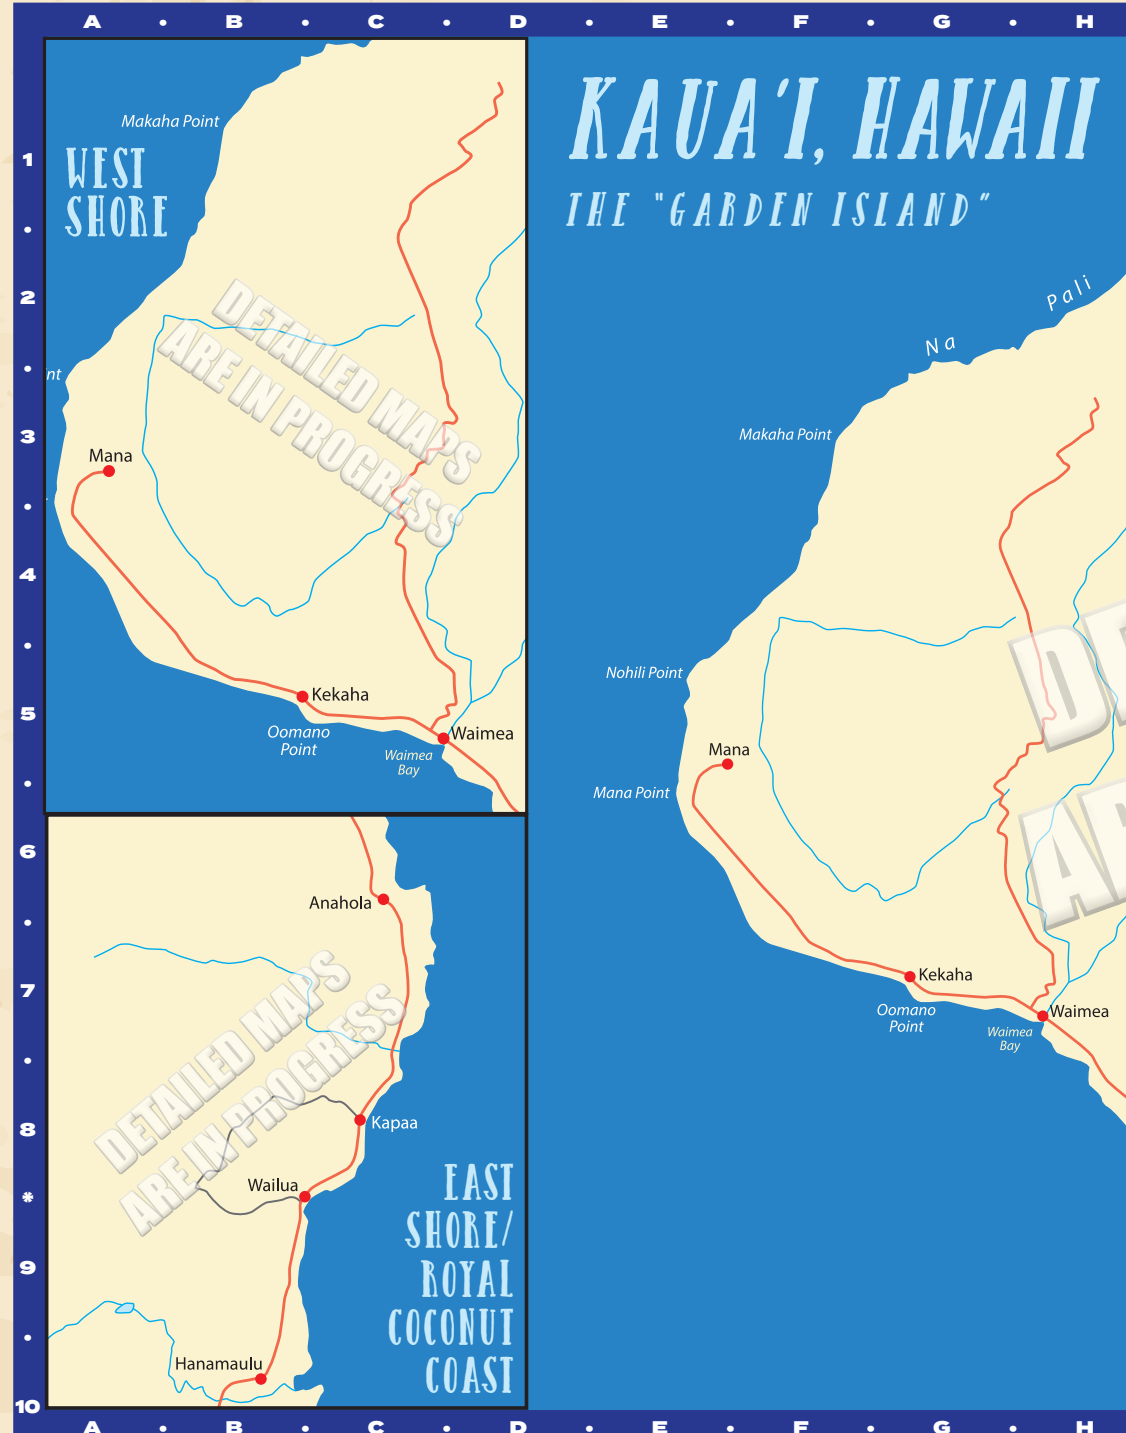 A • B • C • D • E • F • G • H
1
•
2
•
3
•
4
•
5
•
6
•
7
•
8
*
9
•
10
WEST
SHORE
Makaha Point
nt
DETAILED MAPS
ARE IN PROGRESS
Mana
Kekaha
Oomano
Point
Waimea
Bay
Waimea
KAUA'I, HAWAII
THE "GARDEN ISLAND"
Na Pali
Makaha Point
Nohili Point
Mana
Mana Point
Kekaha
Oomano
Point
Waimea
Bay
Waimea
Anahola
DETAILED MAPS
ARE IN PROGRESS
Kapaa
Wailua
Hanamaulu
EAST
SHORE/
ROYAL
COCONUT
COAST
A • B • C • D • E • F • G • H